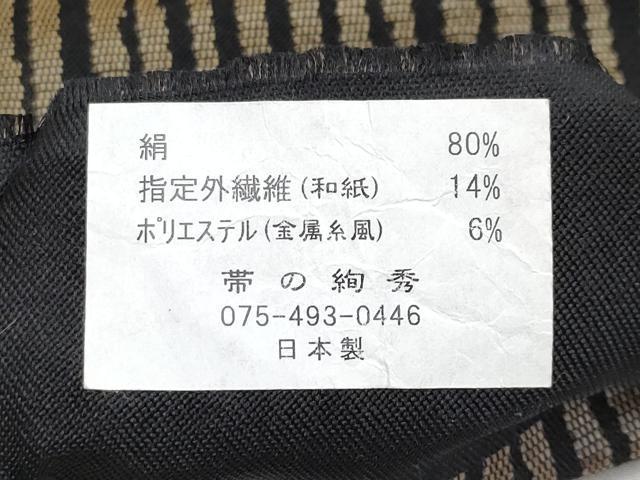 絹 80%
指定外繊維(和紙) 14%
ポリエステル(金属糸風) 6%
帯の絢秀
075-493-0446
日本製